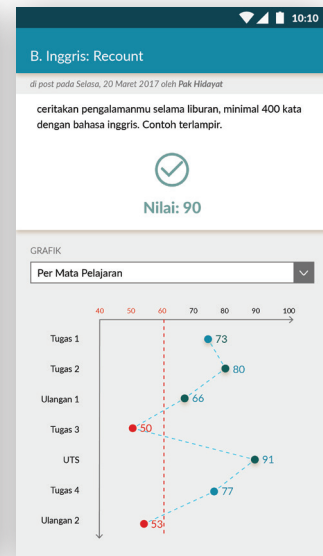 10:10
B. Inggris: Recount
di post pada Selasa, 20 Maret 2017 oleh Pak Hidayat
ceritakan pengalamanmu selama liburan, minimal 400 kata
dengan bahasa inggris. Contoh terlampir.
Nilai: 90
GRAFIK
Per Mata Pelajaran
40 50 60 70 80 90 100
Tugas 1 73
Tugas 2 80
Ulangan 1 66
Tugas 3 50
UTS 91
Tugas 4 77
Ulangan 2 53